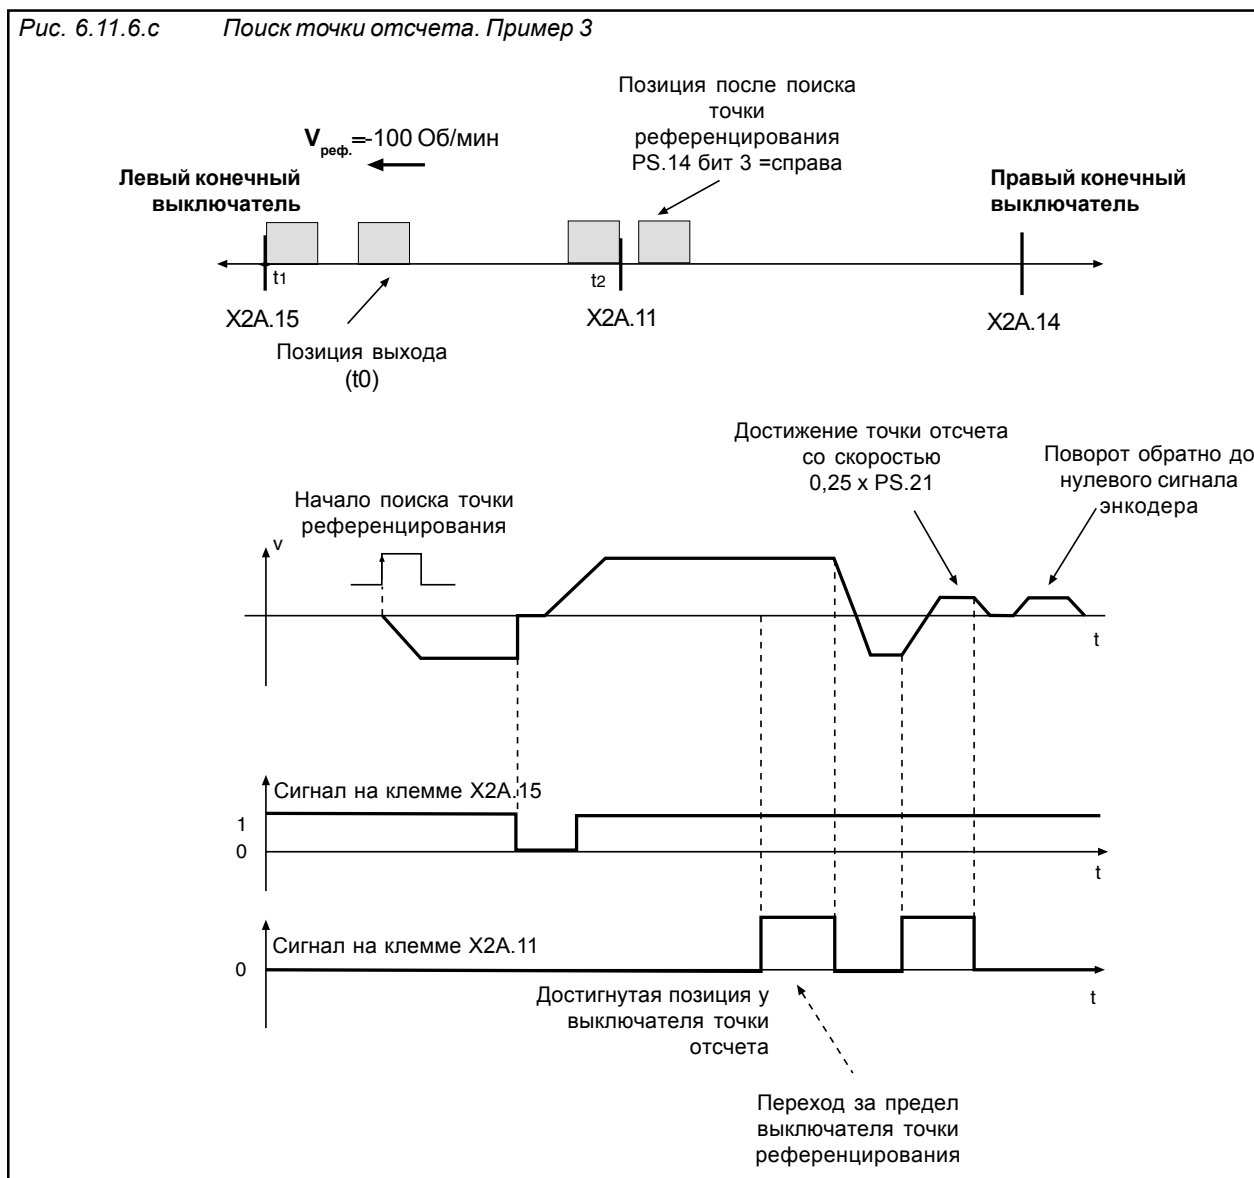 Рис. 6.11.6.c Поиск точки отсчета. Пример 3
Позиция после поиска
точки
референцирования
PS.14 бит 3 =справа
Vреф.=-100 Об/мин
Левый конечный
выключатель
Правый конечный
выключатель
t1
t2
X2A.15
X2A.11
X2A.14
Позиция выхода
(t0)
Достижение точки отсчета
со скоростью
0,25 x PS.21
Поворот обратно до
нулевого сигнала
энкодера
Начало поиска точки
референцирования
v
t
Сигнал на клемме X2A.15
1
0
t
Сигнал на клемме X2A.11
0
t
Достигнутая позиция у
выключателя точки
отсчета
Переход за предел
выключателя точки
референцирования